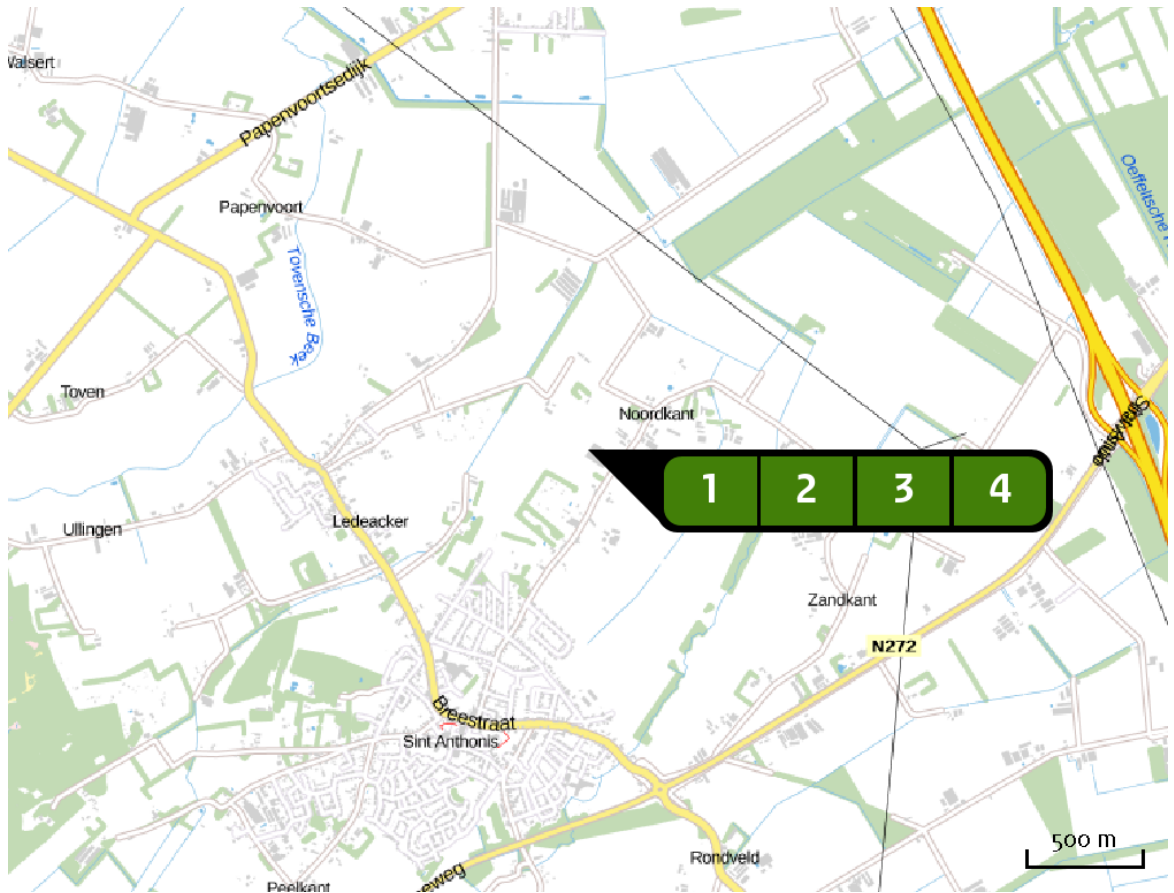 Papenvoortsedijk
Oeffeltsche
Papenvoort
Tovensche Beek
Toven
Noordkant
1 2 3 4
Ledeacker
Ullingen
Zandkant
N272
Breestraat
Sint Anthonis
500 m
Rondveld
Peelkant